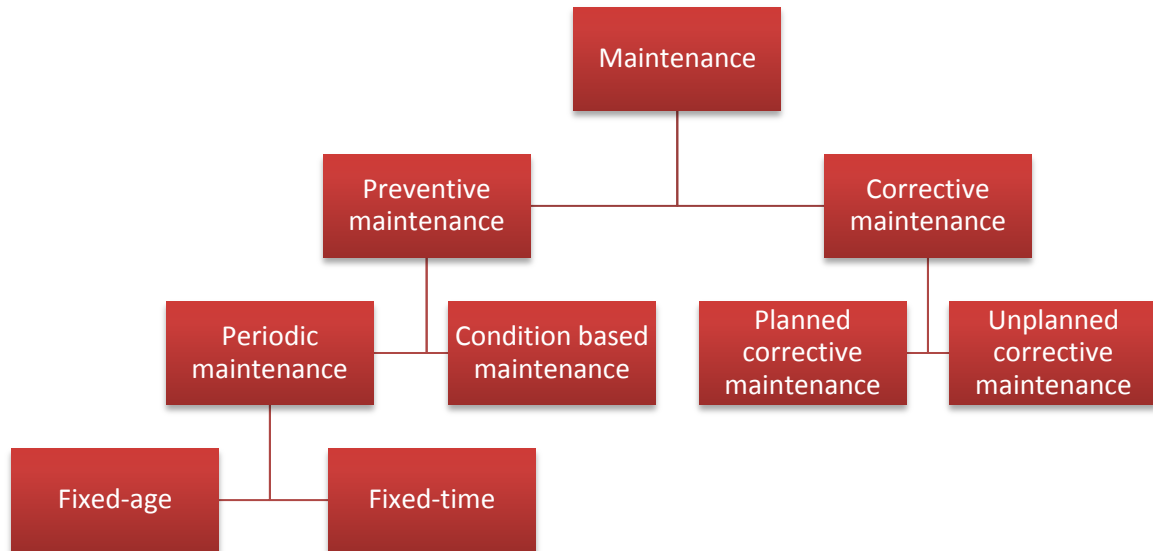 Maintenance
Preventive
maintenance
Corrective
maintenance
Periodic
maintenance
Condition based
maintenance
Planned
corrective
maintenance
Unplanned
corrective
maintenance
Fixed-age
Fixed-time